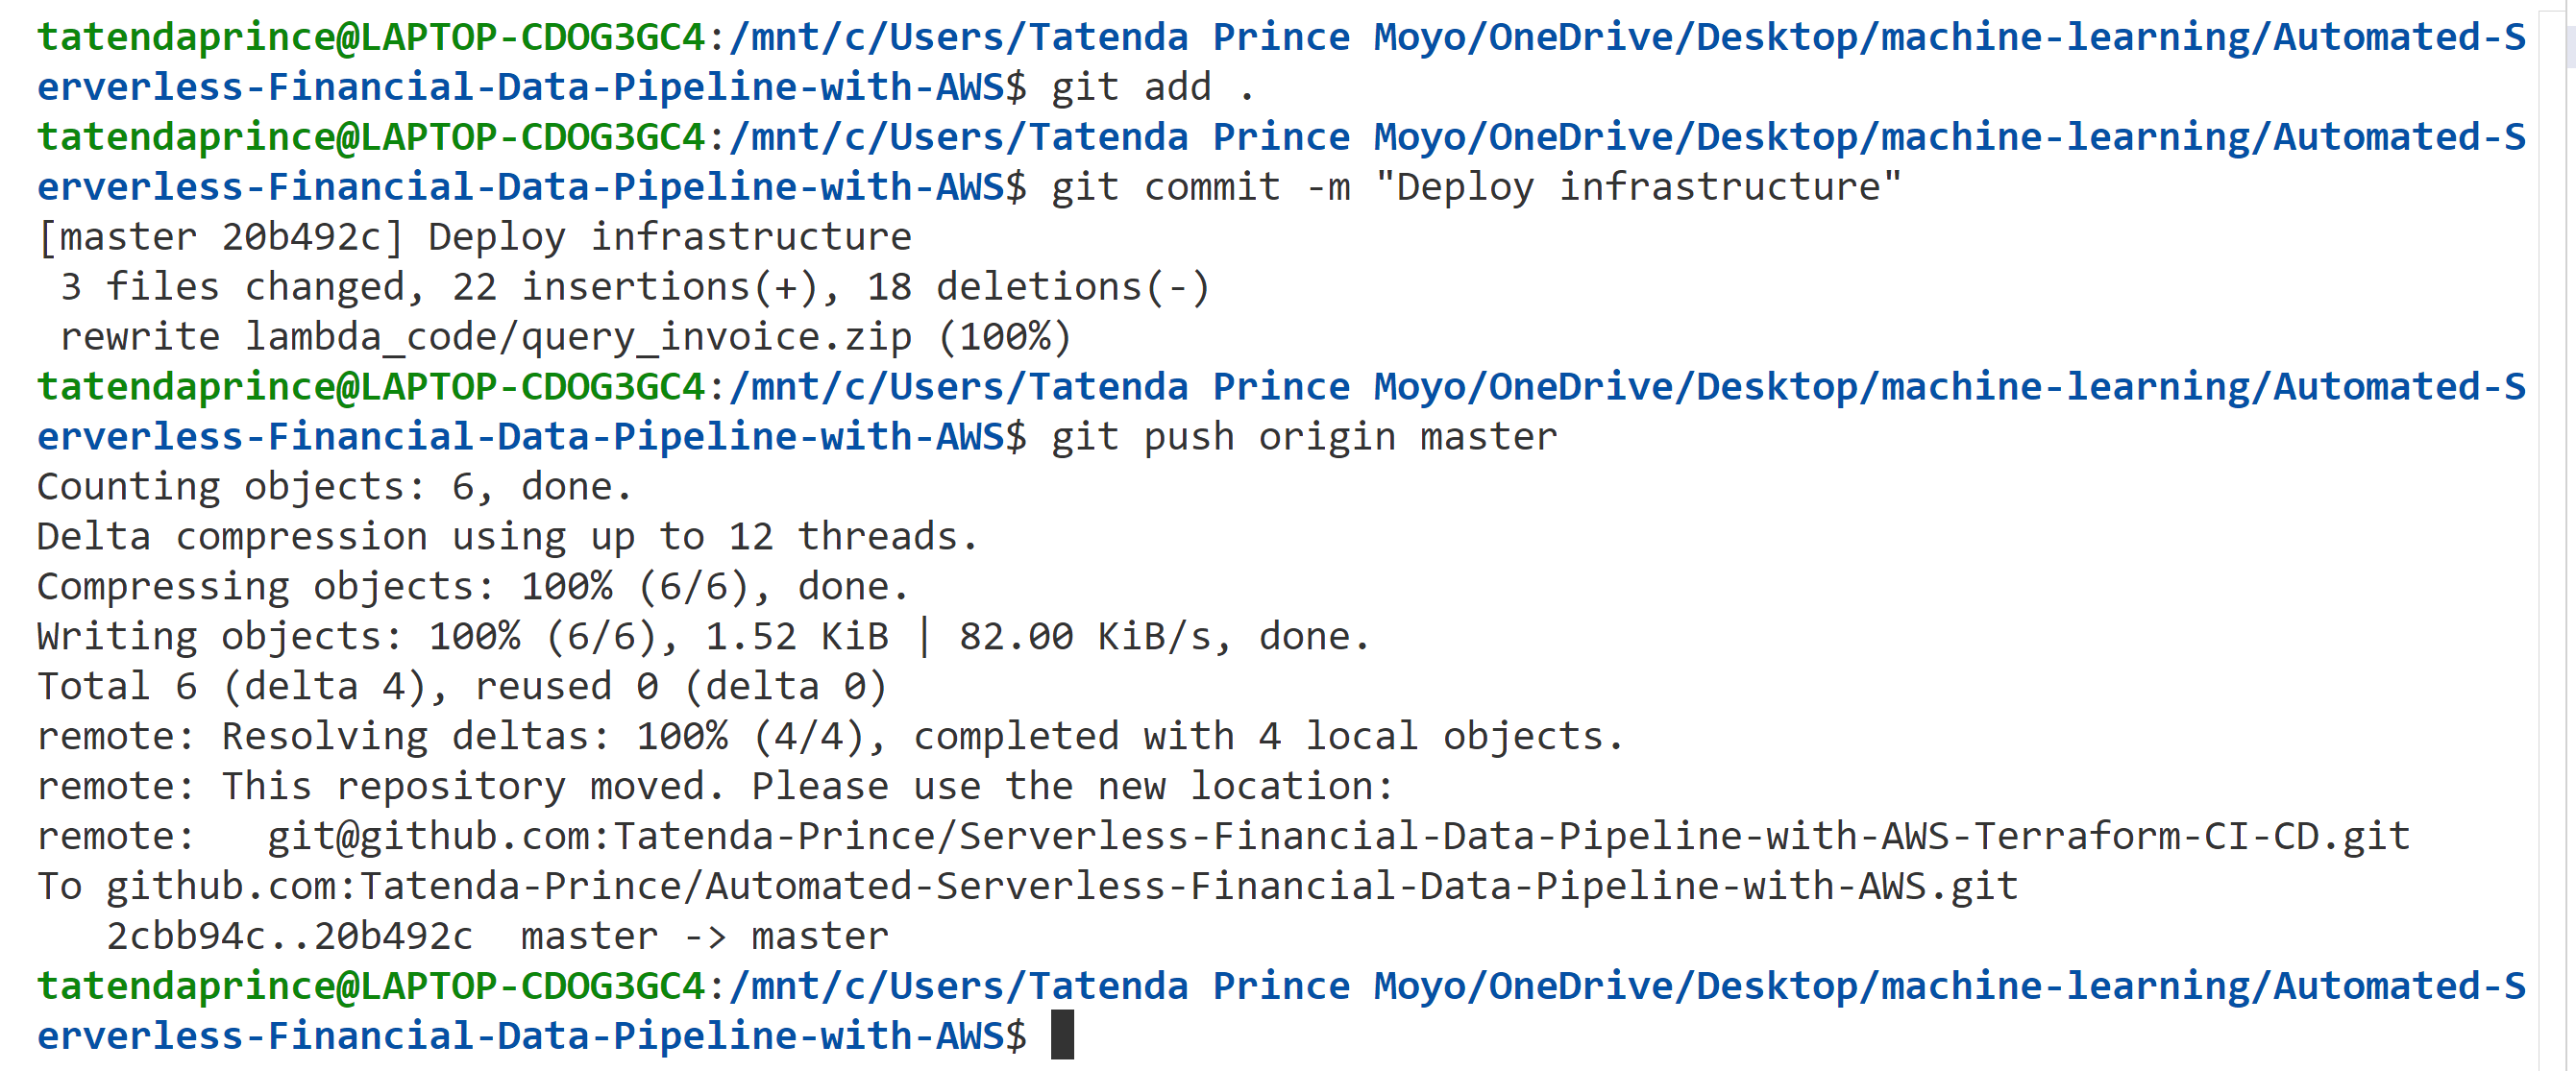 tatendaprince@LAPTOP-CDOG3GC4:/mnt/c/Users/Tatenda Prince Moyo/OneDrive/Desktop/machine-learning/Automated-S
erverless-Financial-Data-Pipeline-with-AWS$ git add .
tatendaprince@LAPTOP-CDOG3GC4:/mnt/c/Users/Tatenda Prince Moyo/OneDrive/Desktop/machine-learning/Automated-S
erverless-Financial-Data-Pipeline-with-AWS$ git commit -m "Deploy infrastructure"
[master 20b492c] Deploy infrastructure
 3 files changed, 22 insertions(+), 18 deletions(-)
 rewrite lambda_code/query_invoice.zip (100%)
tatendaprince@LAPTOP-CDOG3GC4:/mnt/c/Users/Tatenda Prince Moyo/OneDrive/Desktop/machine-learning/Automated-S
erverless-Financial-Data-Pipeline-with-AWS$ git push origin master
Counting objects: 6, done.
Delta compression using up to 12 threads.
Compressing objects: 100% (6/6), done.
Writing objects: 100% (6/6), 1.52 KiB | 82.00 KiB/s, done.
Total 6 (delta 4), reused 0 (delta 0)
remote: Resolving deltas: 100% (4/4), completed with 4 local objects.
remote: This repository moved. Please use the new location:
remote:   git@github.com:Tatenda-Prince/Serverless-Financial-Data-Pipeline-with-AWS-Terraform-CI-CD.git
To github.com:Tatenda-Prince/Automated-Serverless-Financial-Data-Pipeline-with-AWS.git
   2cbb94c..20b492c  master -> master
tatendaprince@LAPTOP-CDOG3GC4:/mnt/c/Users/Tatenda Prince Moyo/OneDrive/Desktop/machine-learning/Automated-S
erverless-Financial-Data-Pipeline-with-AWS$